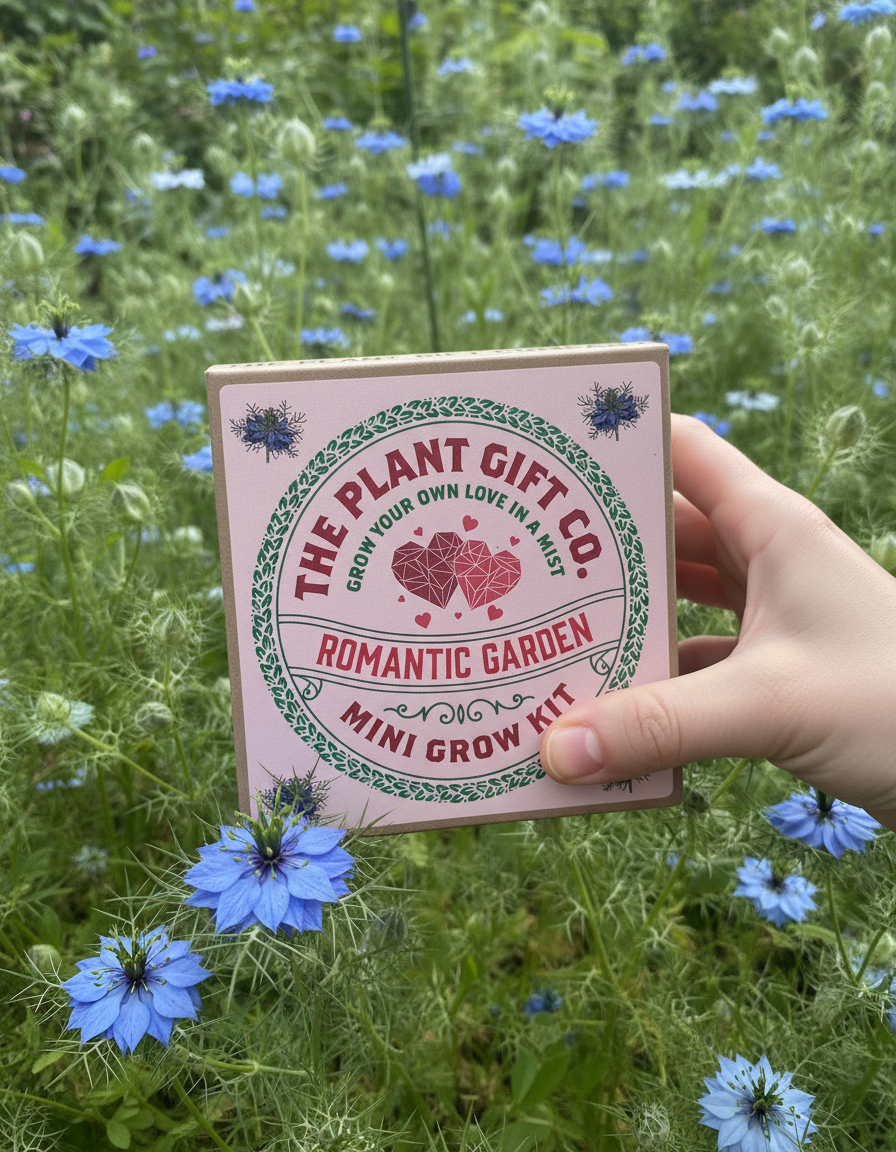 THE PLANT GIFT CO.
GROW YOUR OWN LOVE IN A MIST
ROMANTIC GARDEN
MINI GROW KIT